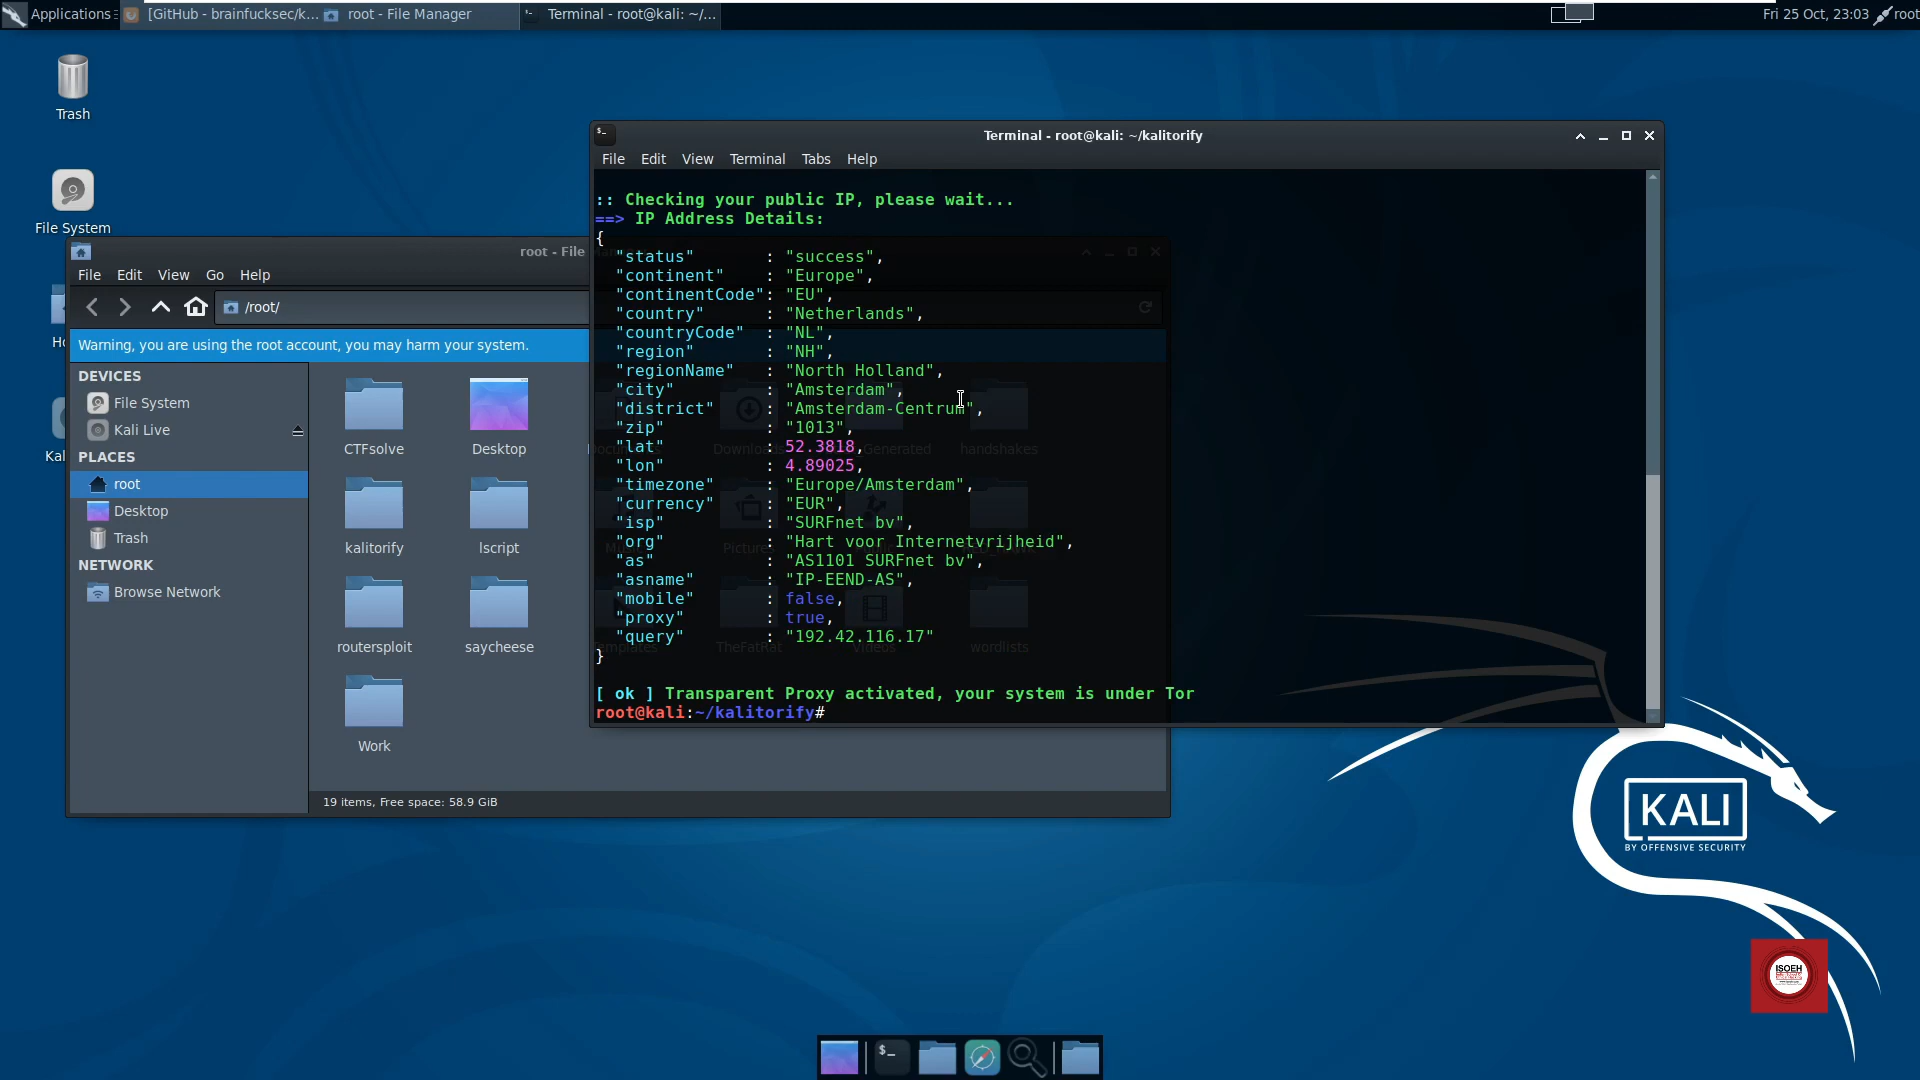 Applications
[GitHub - brainfucksec/k...
root - File Manager
Terminal - root@kali: ~/...
Fri 25 Oct, 23:03
root
Trash
File System
Terminal - root@kali: ~/kalitorify
File Edit View Terminal Tabs Help
:: Checking your public IP, please wait...
==> IP Address Details:
{
"status" : "success",
"continent" : "Europe",
"continentCode": "EU",
"country" : "Netherlands",
"countryCode" : "NL",
"region" : "NH",
"regionName" : "North Holland",
"city" : "Amsterdam",
"district" : "Amsterdam-Centrum",
"zip" : "1013",
"lat" : 52.3818,
"lon" : 4.89025,
"timezone" : "Europe/Amsterdam",
"currency" : "EUR",
"isp" : "SURFnet bv",
"org" : "Hart voor Internetvrijheid",
"as" : "AS1101 SURFnet bv",
"asname" : "IP-EEND-AS",
"mobile" : false,
"proxy" : true,
"query" : "192.42.116.17"
}
[ ok ] Transparent Proxy activated, your system is under Tor
root@kali:~/kalitorify#
root - File
File Edit View Go Help
/root/
Warning, you are using the root account, you may harm your system.
DEVICES
File System
Kali Live
PLACES
root
Desktop
Trash
NETWORK
Browse Network
CTFsolve
Desktop
handshakes
kalitorify
lscript
Pictures
routersploit
saycheese
Templates
TheFatRat
Videos
wordlists
Work
19 items, Free space: 58.9 GiB
KALI
BY OFFENSIVE SECURITY
ISOEH